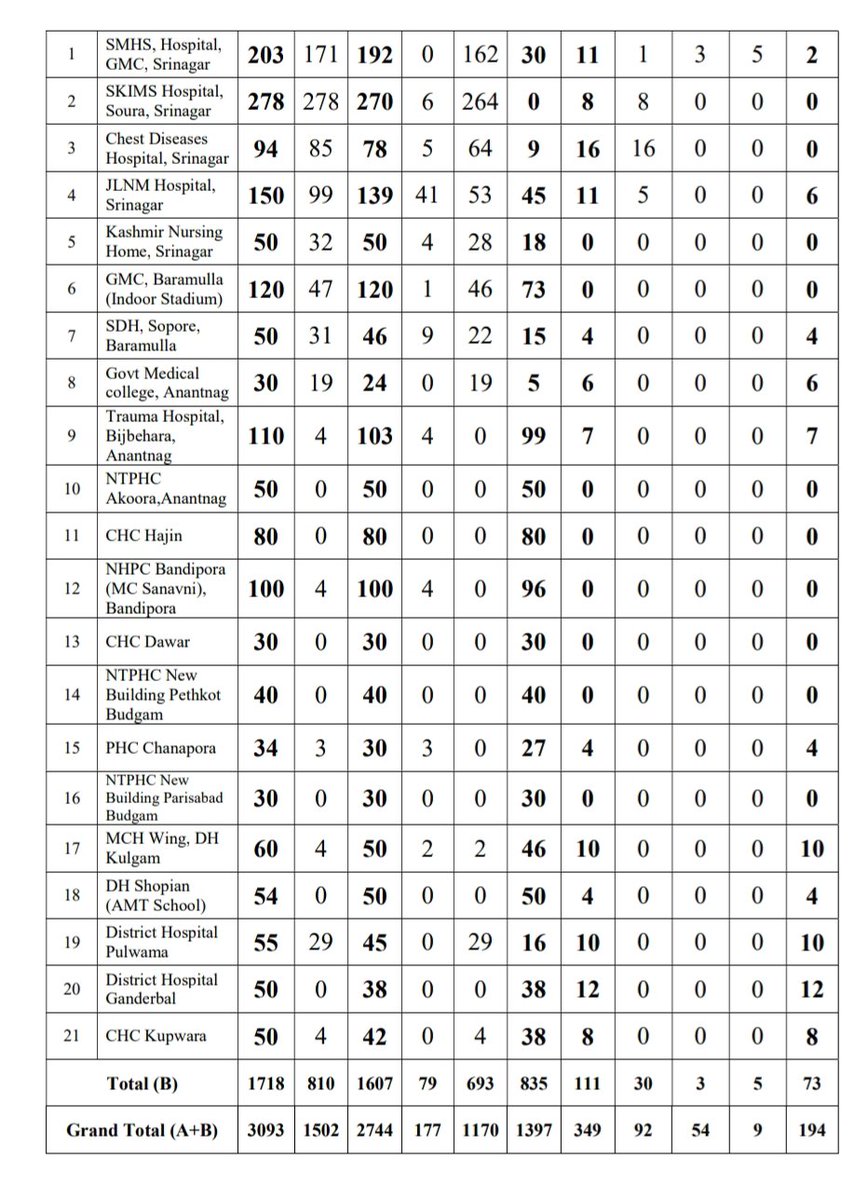 1 SMHS, Hospital, GMC, Srinagar 203 171 192 0 162 30 11 1 3 5 2
2 SKIMS Hospital, Soura, Srinagar 278 278 270 6 264 0 8 8 0 0 0
3 Chest Diseases Hospital, Srinagar 94 85 78 5 64 9 16 16 0 0 0
4 JLNM Hospital, Srinagar 150 99 139 41 53 45 11 5 0 0 6
5 Kashmir Nursing Home, Srinagar 50 32 50 4 28 18 0 0 0 0 0
6 GMC, Baramulla (Indoor Stadium) 120 47 120 1 46 73 0 0 0 0 0
7 SDH, Sopore, Baramulla 50 31 46 9 22 15 4 0 0 0 4
8 Govt Medical college, Anantnag 30 19 24 0 19 5 6 0 0 0 6
9 Trauma Hospital, Bijbehara, Anantnag 110 4 103 4 0 99 7 0 0 0 7
10 NTPHC Akoora,Anantnag 50 0 50 0 0 50 0 0 0 0 0
11 CHC Hajin 80 0 80 0 0 80 0 0 0 0 0
12 NHPC Bandipora (MC Sanavni), Bandipora 100 4 100 4 0 96 0 0 0 0 0
13 CHC Dawar 30 0 30 0 0 30 0 0 0 0 0
14 NTPHC New Building Pethkot Budgam 40 0 40 0 0 40 0 0 0 0 0
15 PHC Chanapora 34 3 30 3 0 27 4 0 0 0 4
16 NTPHC New Building Parisabad Budgam 30 0 30 0 0 30 0 0 0 0 0
17 MCH Wing, DH Kulgam 60 4 50 2 2 46 10 0 0 0 10
18 DH Shopian (AMT School) 54 0 50 0 0 50 4 0 0 0 4
19 District Hospital Pulwama 55 29 45 0 29 16 10 0 0 0 10
20 District Hospital Ganderbal 50 0 38 0 0 38 12 0 0 0 12
21 CHC Kupwara 50 4 42 0 4 38 8 0 0 0 8
Total (B) 1718 810 1607 79 693 835 111 30 3 5 73
Grand Total (A+B) 3093 1502 2744 177 1170 1397 349 92 54 9 194